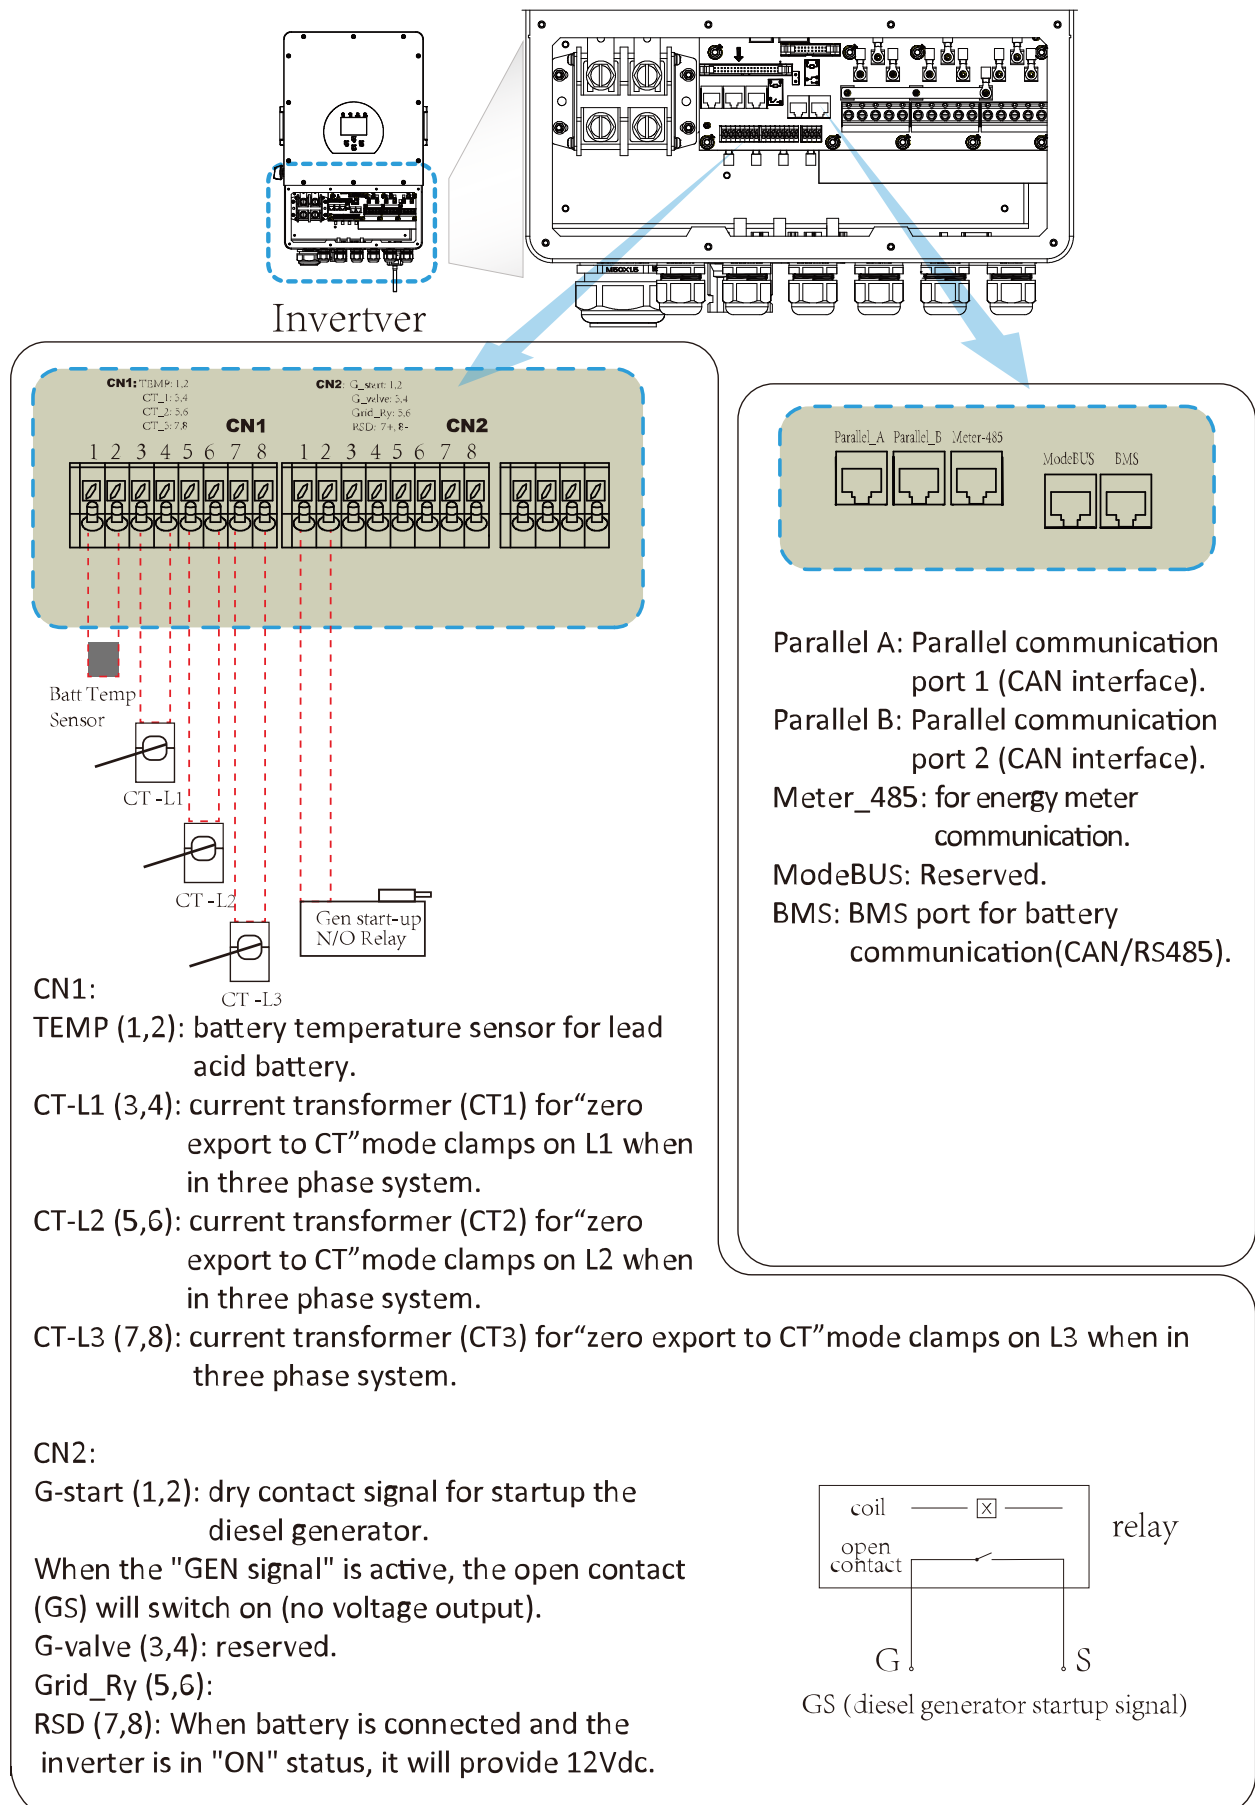 M50X1.5
Invertver
CN1: TEMP: 1,2
CT_1: 3,4
CT_2: 5,6
CT_3: 7,8
CN1
1 2 3 4 5 6 7 8
CN2: G_start: 1,2
G_valve: 3,4
Grid_Ry: 5,6
RSD: 7+, 8-
CN2
1 2 3 4 5 6 7 8
Batt Temp
Sensor
CT -L1
CT -L2
CT -L3
Gen start-up
N/O Relay
Parallel_A Parallel_B Meter-485
ModeBUS BMS
Parallel A: Parallel communication
port 1 (CAN interface).
Parallel B: Parallel communication
port 2 (CAN interface).
Meter_485: for energy meter
communication.
ModeBUS: Reserved.
BMS: BMS port for battery
communication(CAN/RS485).
CN1:
TEMP (1,2): battery temperature sensor for lead
acid battery.
CT-L1 (3,4): current transformer (CT1) for“zero
export to CT”mode clamps on L1 when
in three phase system.
CT-L2 (5,6): current transformer (CT2) for“zero
export to CT”mode clamps on L2 when
in three phase system.
CT-L3 (7,8): current transformer (CT3) for“zero export to CT”mode clamps on L3 when in
three phase system.
CN2:
G-start (1,2): dry contact signal for startup the
diesel generator.
When the "GEN signal" is active, the open contact
(GS) will switch on (no voltage output).
G-valve (3,4): reserved.
Grid_Ry (5,6):
RSD (7,8): When battery is connected and the
inverter is in "ON" status, it will provide 12Vdc.
coil
open
contact
relay
G S
GS (diesel generator startup signal)